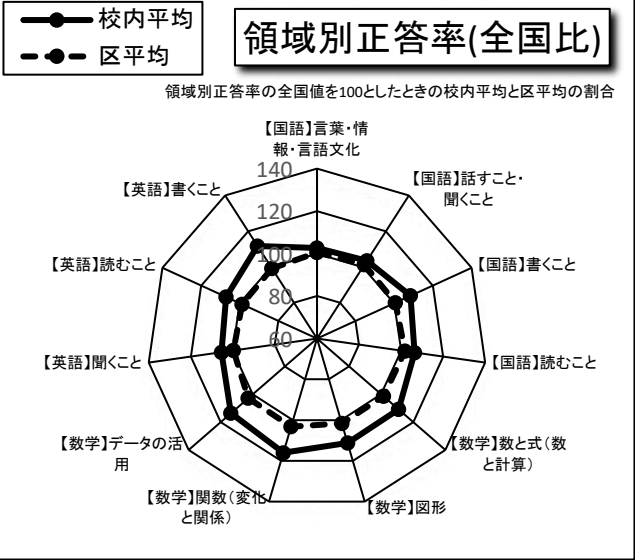 校内平均
区平均
領域別正答率(全国比)
領域別正答率の全国値を100としたときの校内平均と区平均の割合
【国語】言葉・情
報・言語文化
【国語】話すこと・
聞くこと
【国語】書くこと
【国語】読むこと
【数学】数と式(数
と計算)
【数学】図形
【数学】関数(変化
と関係)
【数学】データの活
用
【英語】聞くこと
【英語】読むこと
【英語】書くこと
140
120
100
80
60